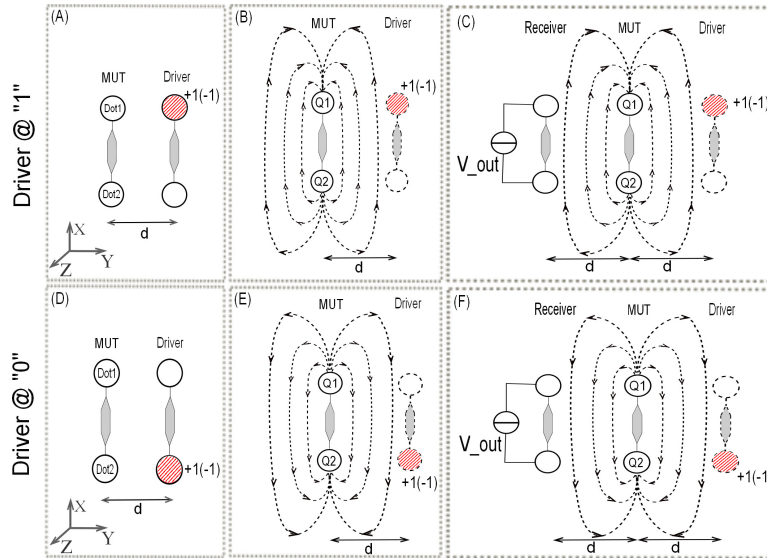 Driver @ "1"
(A)
MUT Driver
+1(-1)
Dot1
Dot2
d
X
Y
Z
(B)
MUT Driver
Q1
+1(-1)
Q2
d
(C)
Receiver MUT Driver
Q1
+1(-1)
V_out
Q2
d d
Driver @ "0"
(D)
MUT Driver
Dot1
Dot2
+1(-1)
d
X
Y
Z
(E)
MUT Driver
Q1
Q2
+1(-1)
d
(F)
Receiver MUT Driver
Q1
V_out
Q2
+1(-1)
d d